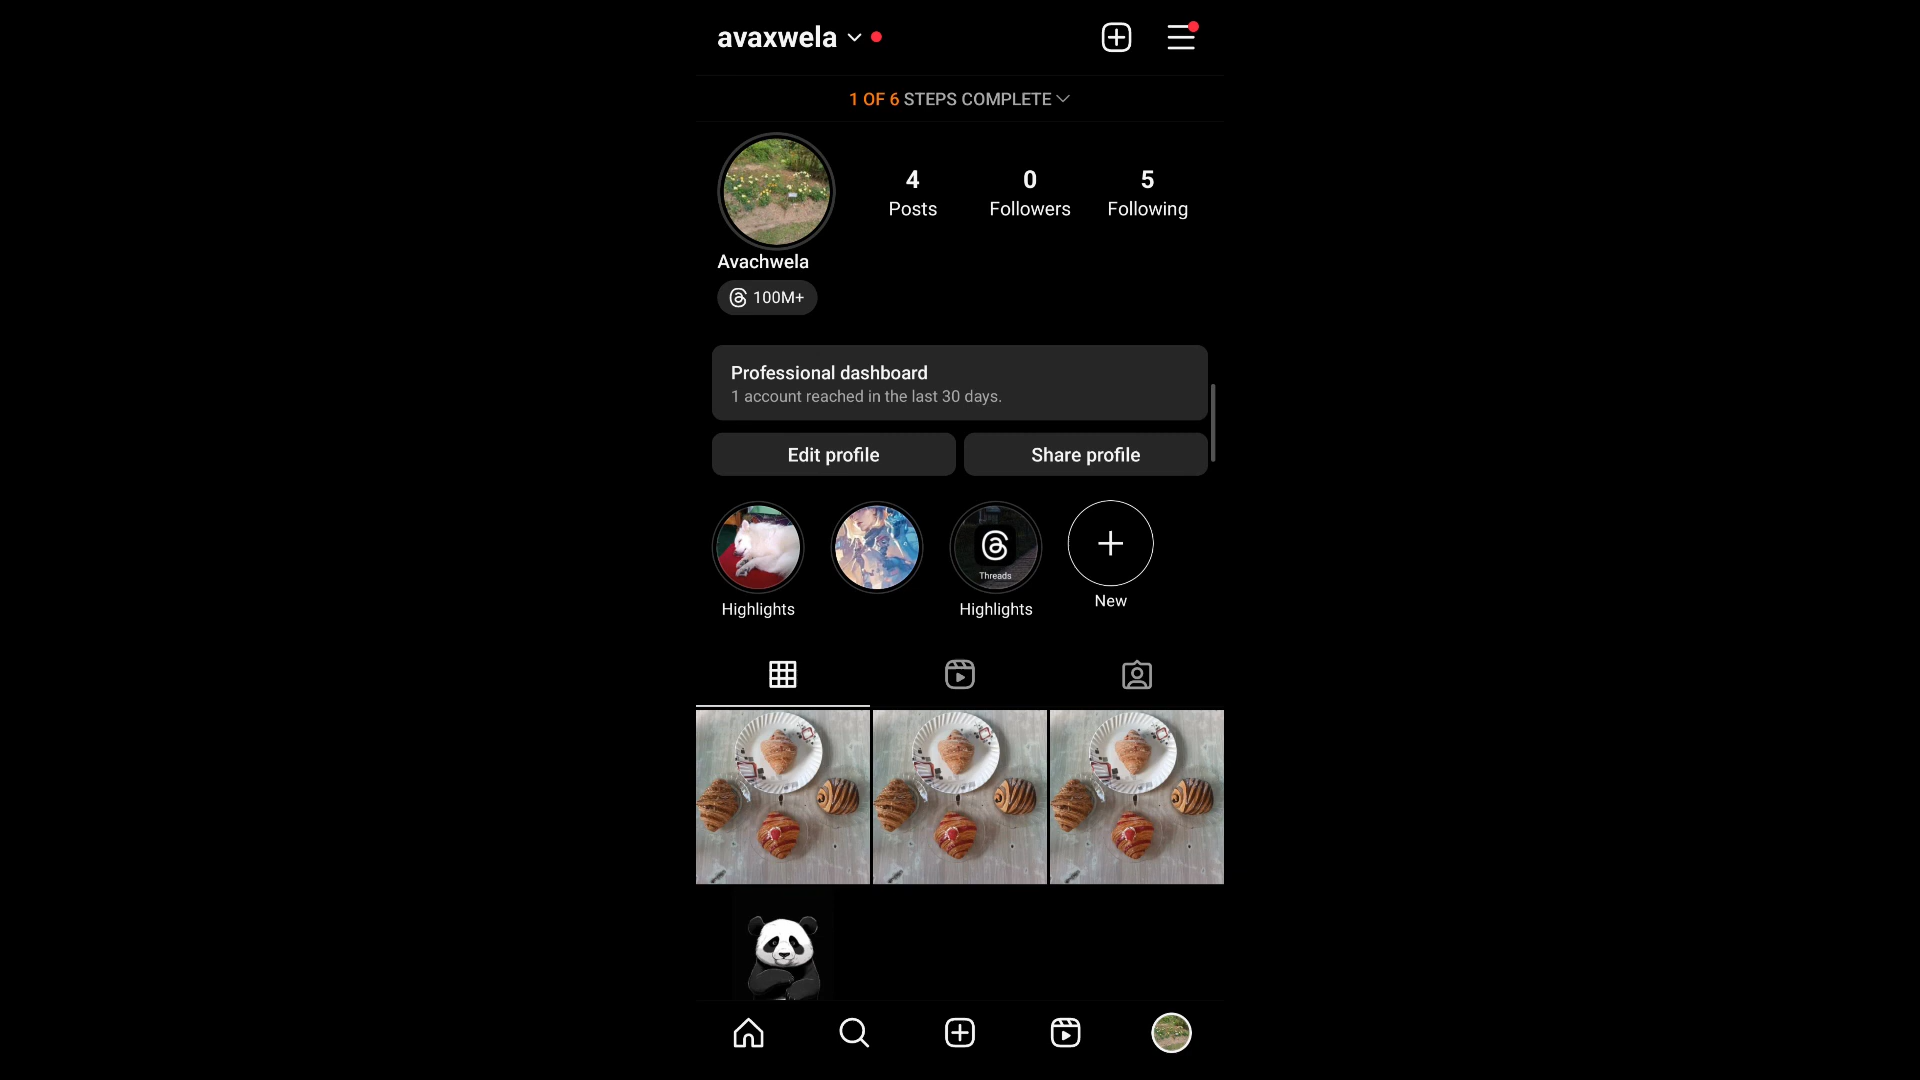 avaxwela
1 OF 6 STEPS COMPLETE
4
Posts
0
Followers
5
Following
Avachwela
100M+
Professional dashboard
1 account reached in the last 30 days.
Edit profile
Share profile
Threads
Highlights
Highlights
New